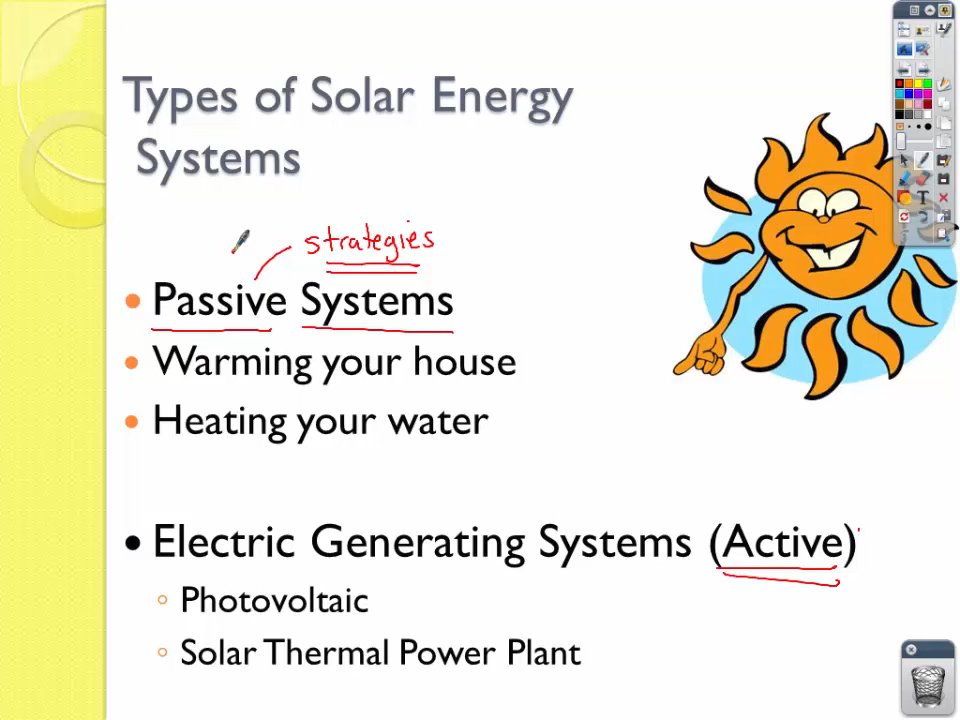 Types of Solar Energy
Systems
strategies
• Passive Systems
• Warming your house
• Heating your water
• Electric Generating Systems (Active)
◦ Photovoltaic
◦ Solar Thermal Power Plant